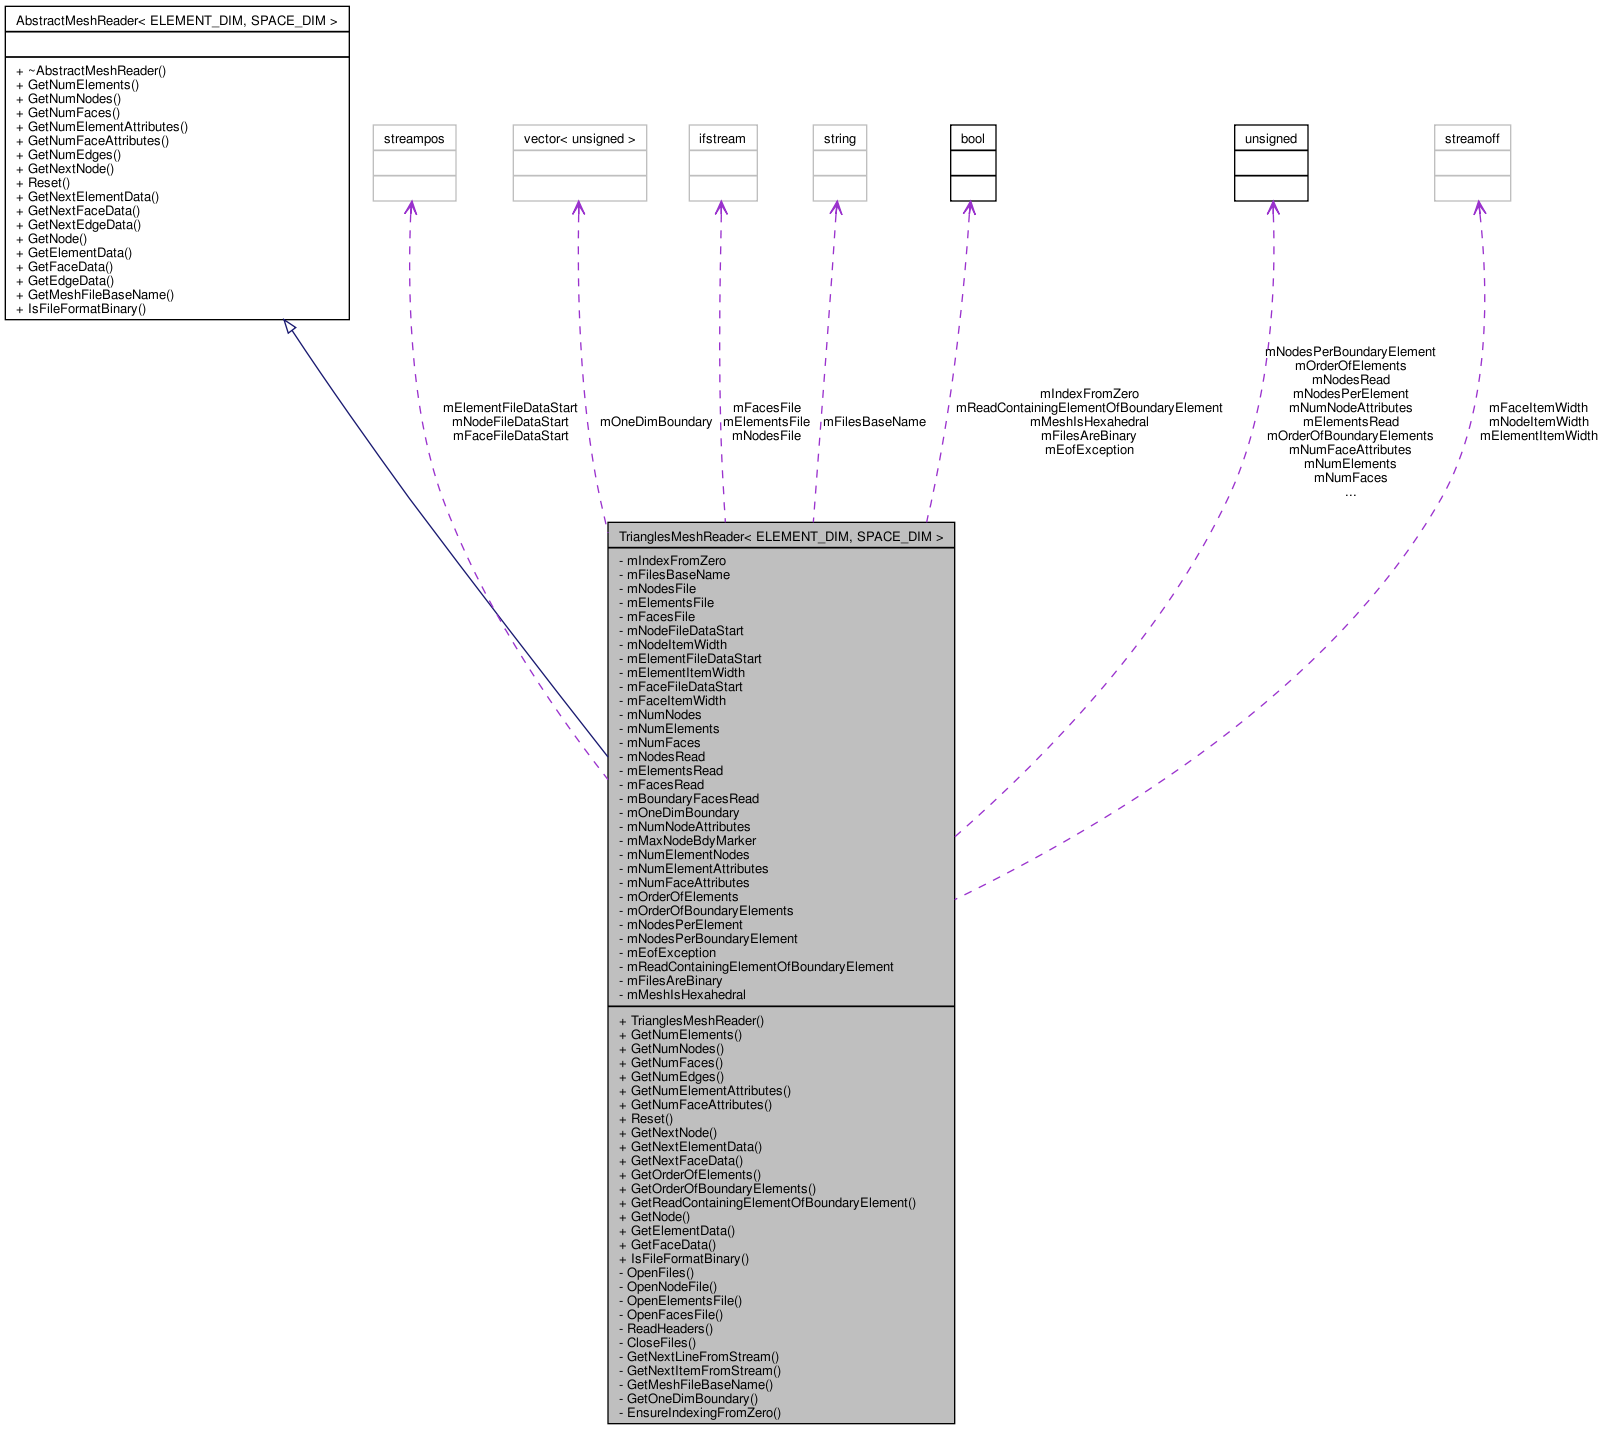 AbstractMeshReader< ELEMENT_DIM, SPACE_DIM >
+ ~AbstractMeshReader()
+ GetNumElements()
+ GetNumNodes()
+ GetNumFaces()
+ GetNumElementAttributes()
+ GetNumFaceAttributes()
+ GetNumEdges()
+ GetNextNode()
+ Reset()
+ GetNextElementData()
+ GetNextFaceData()
+ GetNextEdgeData()
+ GetNode()
+ GetElementData()
+ GetFaceData()
+ GetEdgeData()
+ GetMeshFileBaseName()
+ IsFileFormatBinary()
streampos
vector< unsigned >
ifstream
string
bool
unsigned
streamoff
mElementFileDataStart
mNodeFileDataStart
mFaceFileDataStart
mOneDimBoundary
mFacesFile
mElementsFile
mNodesFile
mFilesBaseName
mIndexFromZero
mReadContainingElementOfBoundaryElement
mMeshIsHexahedral
mFilesAreBinary
mEofException
mNodesPerBoundaryElement
mOrderOfElements
mNodesRead
mNodesPerElement
mNumNodeAttributes
mElementsRead
mOrderOfBoundaryElements
mNumFaceAttributes
mNumElements
mNumFaces
...
mFaceItemWidth
mNodeItemWidth
mElementItemWidth
TrianglesMeshReader< ELEMENT_DIM, SPACE_DIM >
- mIndexFromZero
- mFilesBaseName
- mNodesFile
- mElementsFile
- mFacesFile
- mNodeFileDataStart
- mNodeItemWidth
- mElementFileDataStart
- mElementItemWidth
- mFaceFileDataStart
- mFaceItemWidth
- mNumNodes
- mNumElements
- mNumFaces
- mNodesRead
- mElementsRead
- mFacesRead
- mBoundaryFacesRead
- mOneDimBoundary
- mNumNodeAttributes
- mMaxNodeBdyMarker
- mNumElementNodes
- mNumElementAttributes
- mNumFaceAttributes
- mOrderOfElements
- mOrderOfBoundaryElements
- mNodesPerElement
- mNodesPerBoundaryElement
- mEofException
- mReadContainingElementOfBoundaryElement
- mFilesAreBinary
- mMeshIsHexahedral
+ TrianglesMeshReader()
+ GetNumElements()
+ GetNumNodes()
+ GetNumFaces()
+ GetNumEdges()
+ GetNumElementAttributes()
+ GetNumFaceAttributes()
+ Reset()
+ GetNextNode()
+ GetNextElementData()
+ GetNextFaceData()
+ GetOrderOfElements()
+ GetOrderOfBoundaryElements()
+ GetReadContainingElementOfBoundaryElement()
+ GetNode()
+ GetElementData()
+ GetFaceData()
+ IsFileFormatBinary()
- OpenFiles()
- OpenNodeFile()
- OpenElementsFile()
- OpenFacesFile()
- ReadHeaders()
- CloseFiles()
- GetNextLineFromStream()
- GetNextItemFromStream()
- GetMeshFileBaseName()
- GetOneDimBoundary()
- EnsureIndexingFromZero()